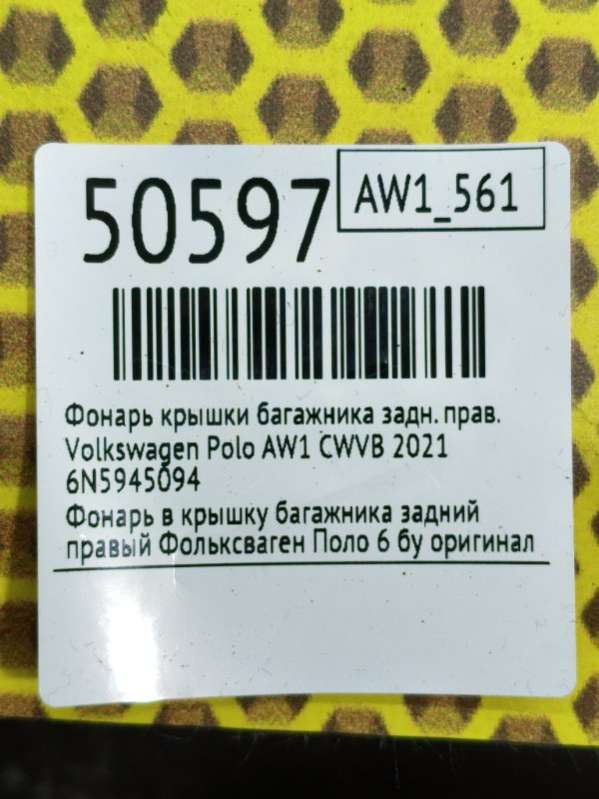 50597
AW1_561
Фонарь крышки багажника задн. прав.
Volkswagen Polo AW1 CWVB 2021
6N5945094
Фонарь в крышку багажника задний
правый Фольксваген Поло 6 бу оригинал